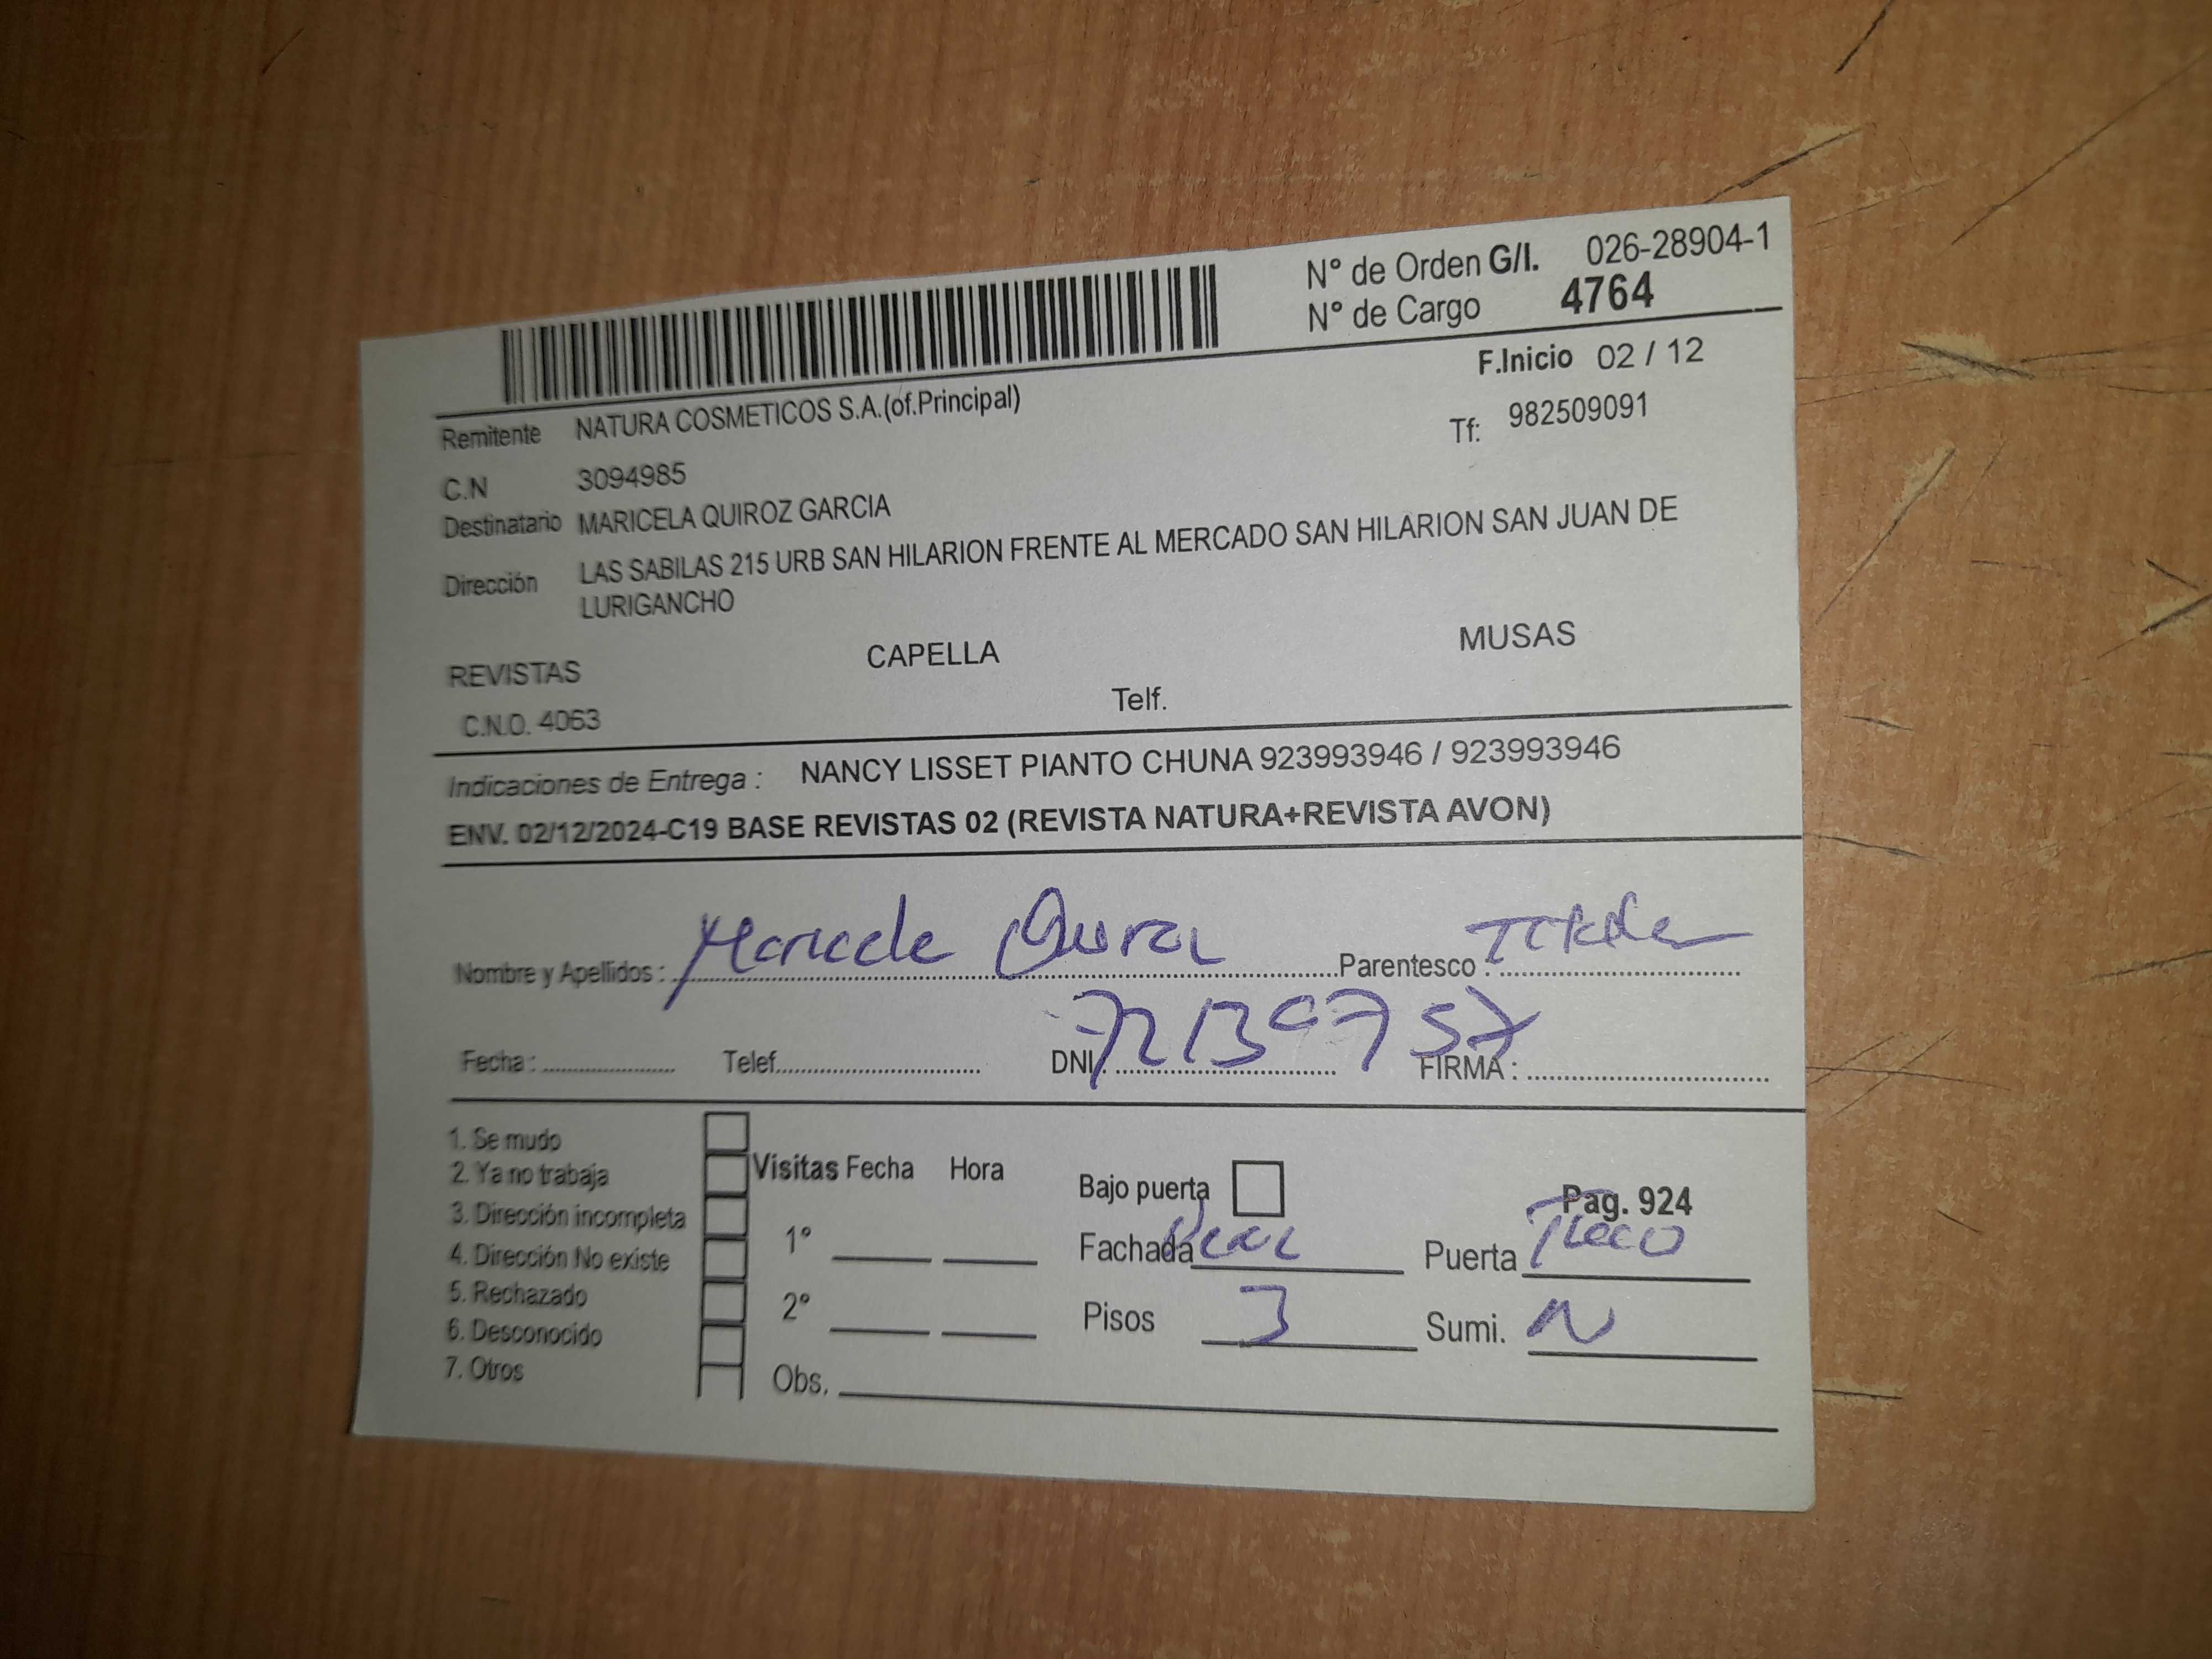 N° de Orden G/I. 026-28904-1
N° de Cargo 4764
F.Inicio 02 / 12
Remitente NATURA COSMETICOS S.A.(of.Principal)
Tf: 982509091
C.N 3094985
Destinatario MARICELA QUIROZ GARCIA
Dirección LAS SABILAS 215 URB SAN HILARION FRENTE AL MERCADO SAN HILARION SAN JUAN DE
LURIGANCHO
REVISTAS CAPELLA MUSAS
C.N.O. 4063 Telf.
Indicaciones de Entrega : NANCY LISSET PIANTO CHUNA 923993946 / 923993946
ENV. 02/12/2024-C19 BASE REVISTAS 02 (REVISTA NATURA+REVISTA AVON)
Nombre y Apellidos : Parentesco :
Fecha : Telef. DNI. FIRMA :
1. Se mudo
2. Ya no trabaja
3. Dirección incompleta
4. Dirección No existe
5. Rechazado
6. Desconocido
7. Otros
Visitas Fecha Hora
1°
2°
Obs.
Bajo puerta Pag. 924
Fachada Puerta
Pisos 3 Sumi. N